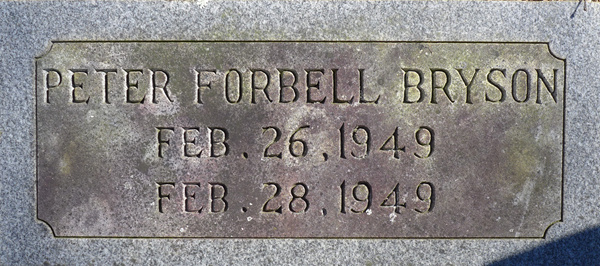 PETER FORBELL BRYSON
FEB. 26, 1949
FEB. 28, 1949